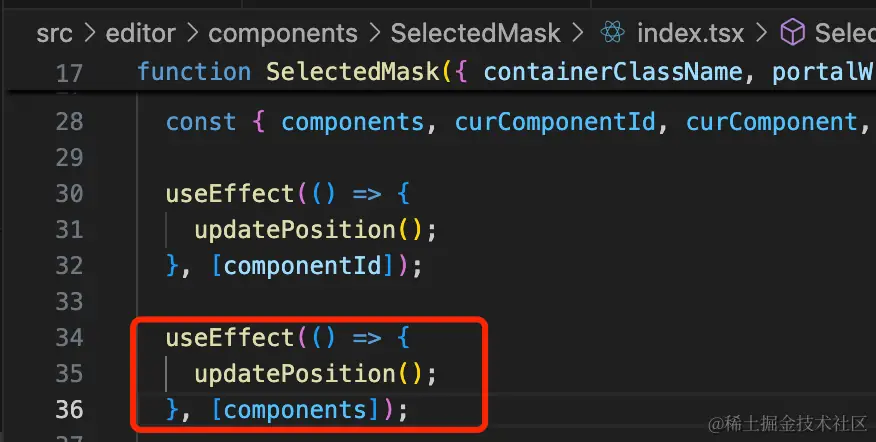 src > editor > components > SelectedMask > index.tsx > Selec
17 function SelectedMask({ containerClassName, portalW
28 const { components, curComponentId, curComponent,
29
30 useEffect(() => {
31 updatePosition();
32 }, [componentId]);
33
34 useEffect(() => {
35 updatePosition();
36 }, [components]);
@稀土掘金技术社区